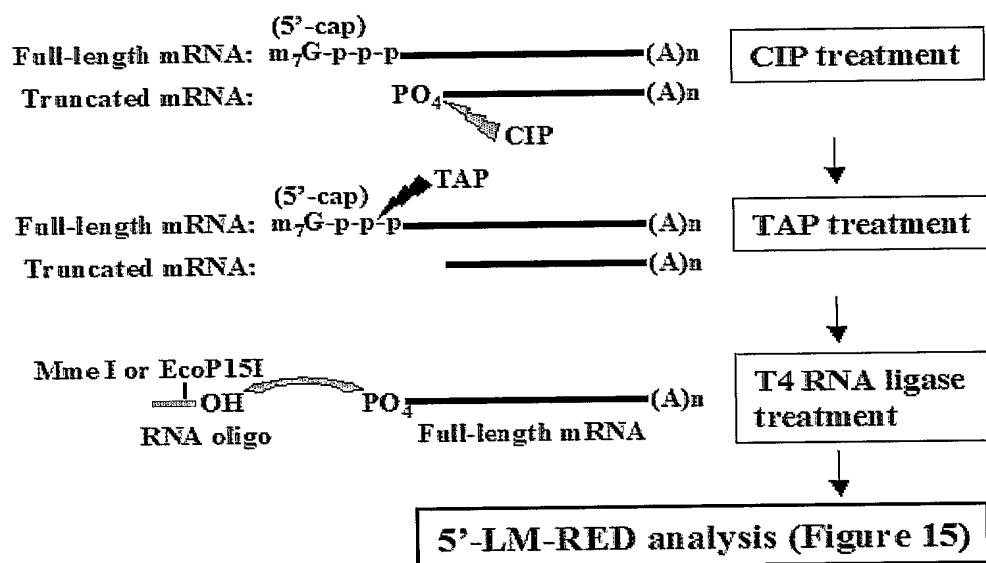 (5'-cap)
Full-length mRNA: m7G-p-p-p (A)n
Truncated mRNA: PO4 (A)n
CIP
CIP treatment
TAP
(5'-cap)
Full-length mRNA: m7G-p-p-p (A)n
Truncated mRNA: (A)n
TAP treatment
Mme I or EcoP15I
OH PO4 (A)n
RNA oligo Full-length mRNA
T4 RNA ligase
treatment
5'-LM-RED analysis (Figure 15)